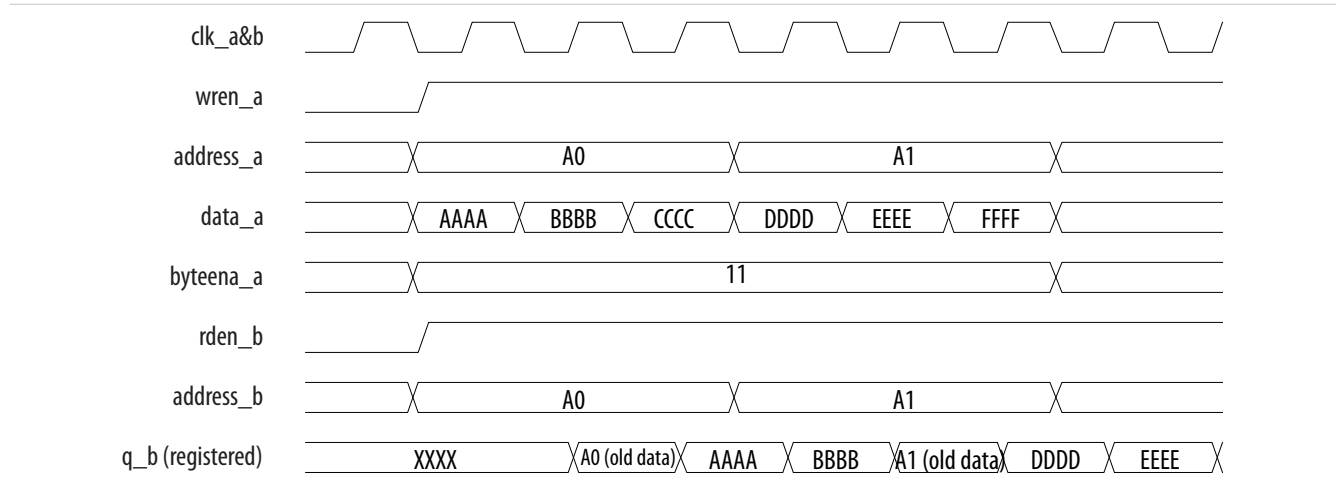 clk_a&b
wren_a
address_a A0 A1
data_a AAAA BBBB CCCC DDDD EEEE FFFF
byteena_a 11
rden_b
address_b A0 A1
q_b (registered) XXXX A0 (old data) AAAA BBBB A1 (old data) DDDD EEEE